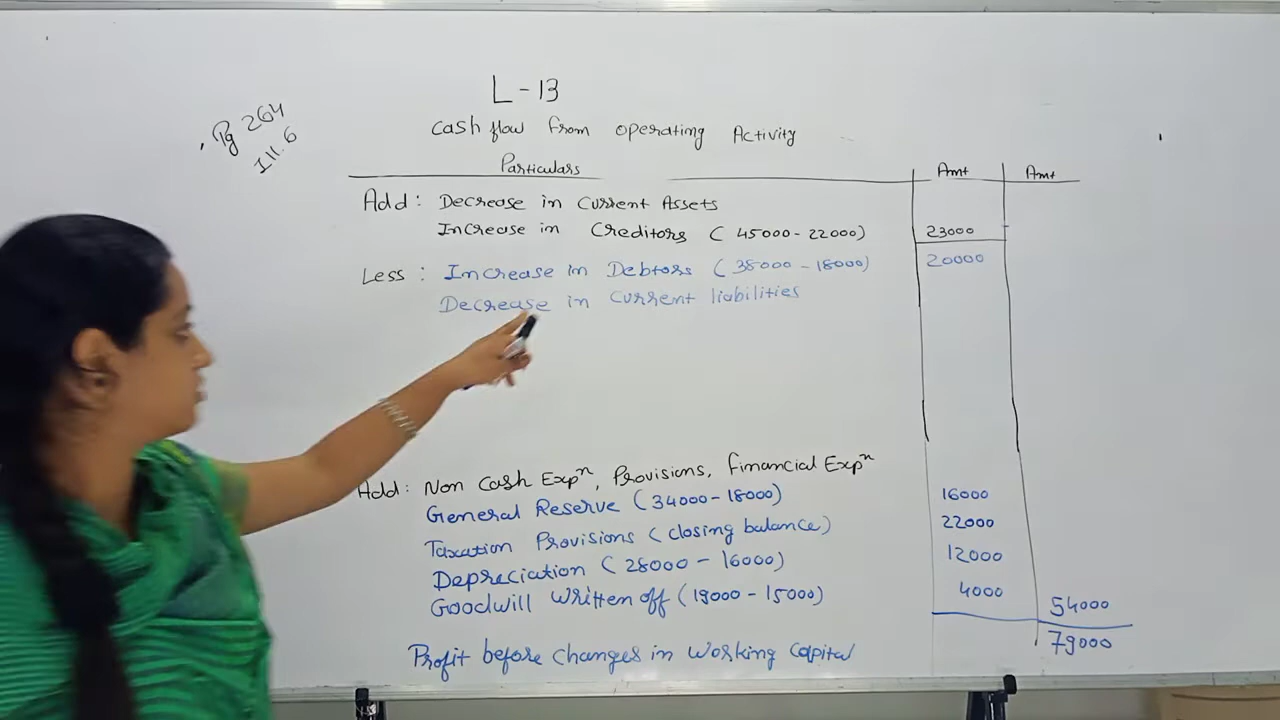 Pg 264
Ill. 6
L - 13
Cash flow from operating Activity
Particulars Amt Amt
Add: Decrease in Current Assets
Increase in Creditors (45000 - 22000) 23000
Less: Increase in Debtors (38000 - 18000) 20000
Decrease in Current liabilities
Add: Non Cash Expⁿ, Provisions, Financial Expⁿ
General Reserve (34000 - 18000) 16000
Taxation Provisions (closing balance) 22000
Depreciation (28000 - 16000) 12000
Goodwill Written off (19000 - 15000) 4000 54000
Profit before changes in working capital 79000